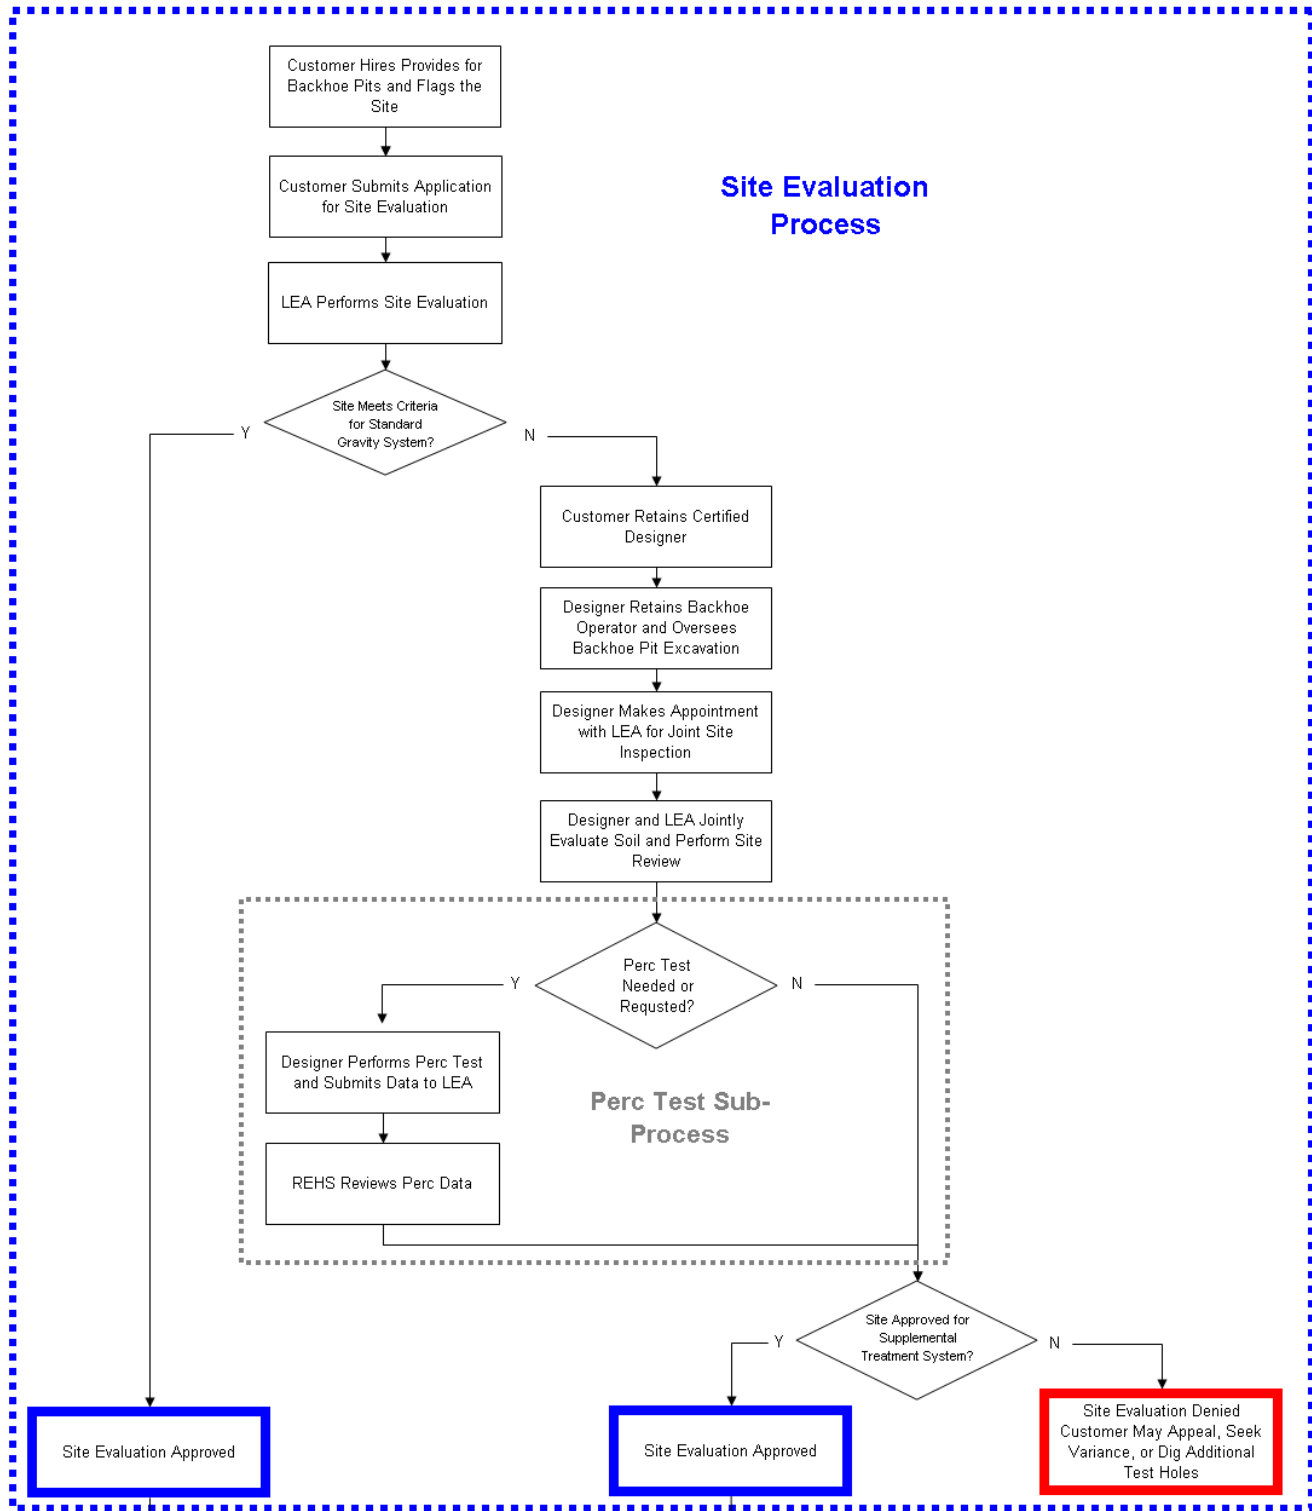 Customer Hires Provides for
Backhoe Pits and Flags the
Site
Customer Submits Application
for Site Evaluation
Site Evaluation
Process
LEA Performs Site Evaluation
Site Meets Criteria
for Standard
Gravity System?
Y
N
Customer Retains Certified
Designer
Designer Retains Backhoe
Operator and Oversees
Backhoe Pit Excavation
Designer Makes Appointment
with LEA for Joint Site
Inspection
Designer and LEA Jointly
Evaluate Soil and Perform Site
Review
Perc Test
Needed or
Requsted?
Y
N
Designer Performs Perc Test
and Submits Data to LEA
Perc Test Sub-
Process
REHS Reviews Perc Data
Site Approved for
Supplemental
Treatment System?
Y
N
Site Evaluation Approved
Site Evaluation Approved
Site Evaluation Denied
Customer May Appeal, Seek
Variance, or Dig Additional
Test Holes